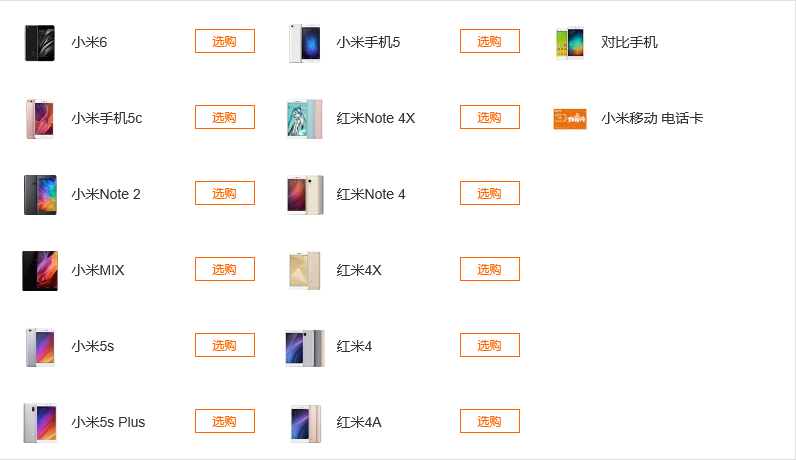 小米6 选购
小米手机5 选购
对比手机
小米手机5c 选购
红米Note 4X 选购
小米移动 电话卡
小米Note 2 选购
红米Note 4 选购
小米MIX 选购
红米4X 选购
小米5s 选购
红米4 选购
小米5s Plus 选购
红米4A 选购